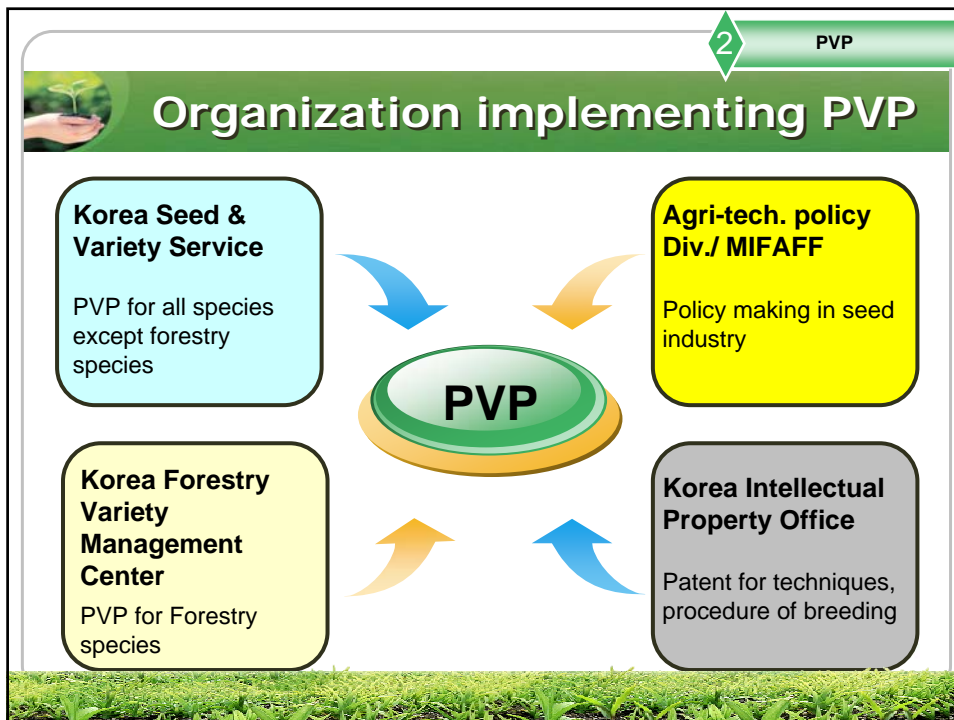 2
PVP
Organization implementing PVP
Korea Seed &
Variety Service
PVP for all species
except forestry
species
Agri-tech. policy
Div./ MIFAFF
Policy making in seed
industry
PVP
Korea Forestry
Variety
Management
Center
PVP for Forestry
species
Korea Intellectual
Property Office
Patent for techniques,
procedure of breeding